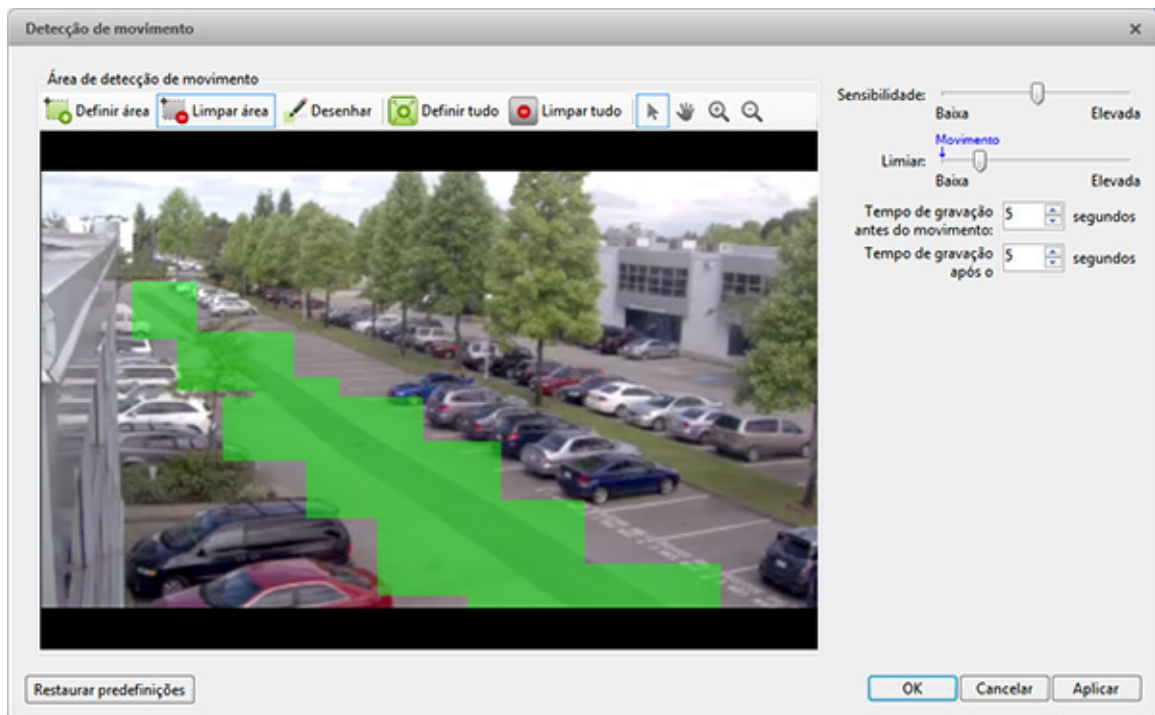 Detecção de movimento
Área de detecção de movimento
Definir área Limpar área Desenhar Definir tudo Limpar tudo
Sensibilidade:
Baixa Elevada
Movimento
Limiar:
Baixa Elevada
Tempo de gravação
antes do movimento: 5 segundos
Tempo de gravação
após o 5 segundos
Restaurar predefinições OK Cancelar Aplicar